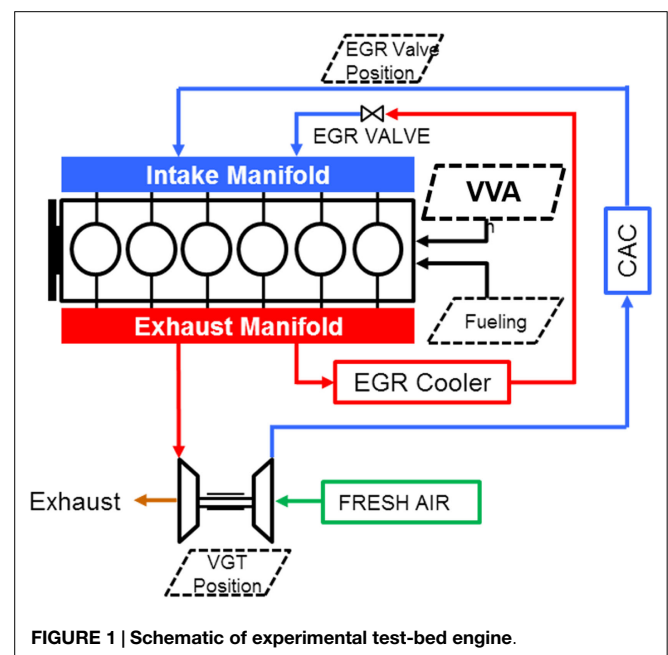 EGR Valve
Position
EGR VALVE
Intake Manifold
VVA
n
CAC
Exhaust Manifold
Fueling
EGR Cooler
Exhaust
FRESH AIR
VGT
Position
FIGURE 1 | Schematic of experimental test-bed engine.